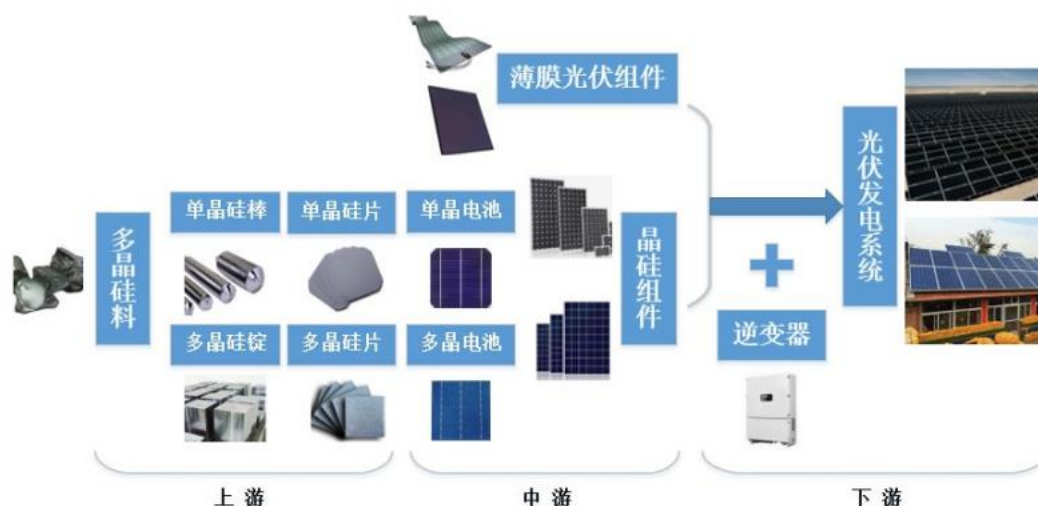 薄膜光伏组件
多晶硅料
单晶硅棒
单晶硅片
单晶电池
多晶硅锭
多晶硅片
多晶电池
晶硅组件
逆变器
光伏发电系统
上 游
中 游
下 游